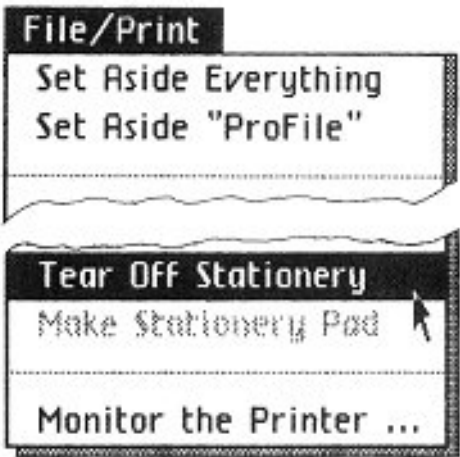 File/Print
Set Aside Everything
Set Aside "ProFile"
Tear Off Stationery
Make Stationery Pad
Monitor the Printer ...